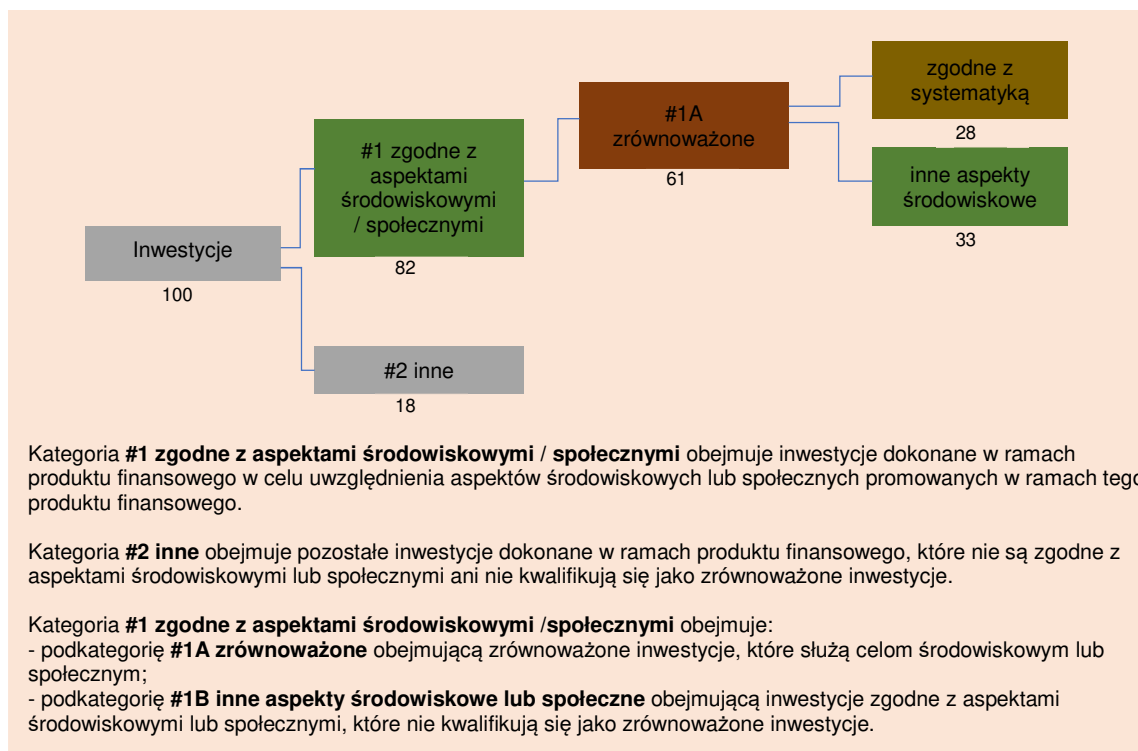 zgodne z
systematyką
28
#1A
zrównoważone
61
#1 zgodne z
aspektami
środowiskowymi
/ społecznymi
82
inne aspekty
środowiskowe
33
Inwestycje
100
#2 inne
18
Kategoria #1 zgodne z aspektami środowiskowymi / społecznymi obejmuje inwestycje dokonane w ramach
produktu finansowego w celu uwzględnienia aspektów środowiskowych lub społecznych promowanych w ramach tego
produktu finansowego.
Kategoria #2 inne obejmuje pozostałe inwestycje dokonane w ramach produktu finansowego, które nie są zgodne z
aspektami środowiskowymi lub społecznymi ani nie kwalifikują się jako zrównoważone inwestycje.
Kategoria #1 zgodne z aspektami środowiskowymi /społecznymi obejmuje:
- podkategorię #1A zrównoważone obejmującą zrównoważone inwestycje, które służą celom środowiskowym lub
społecznym;
- podkategorię #1B inne aspekty środowiskowe lub społeczne obejmującą inwestycje zgodne z aspektami
środowiskowymi lub społecznymi, które nie kwalifikują się jako zrównoważone inwestycje.